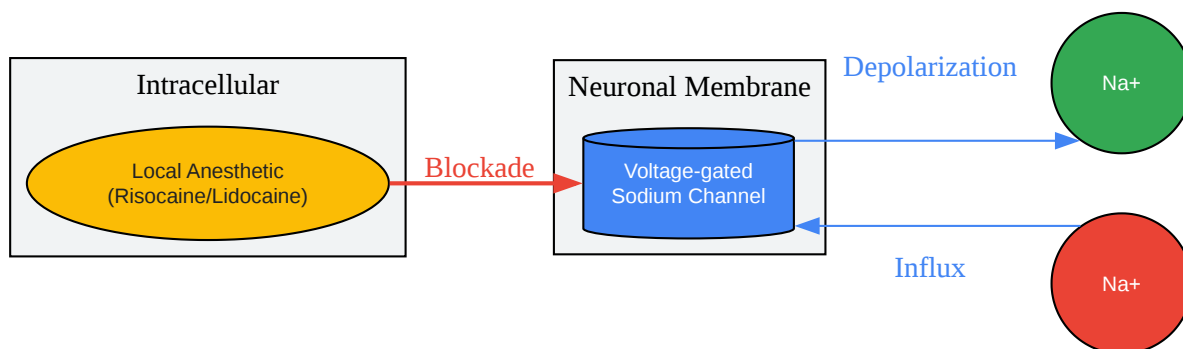 Intracellular
Local Anesthetic
(Risocaine/Lidocaine)
Blockade
Neuronal Membrane
Voltage-gated
Sodium Channel
Depolarization
Influx
Na+
Na+